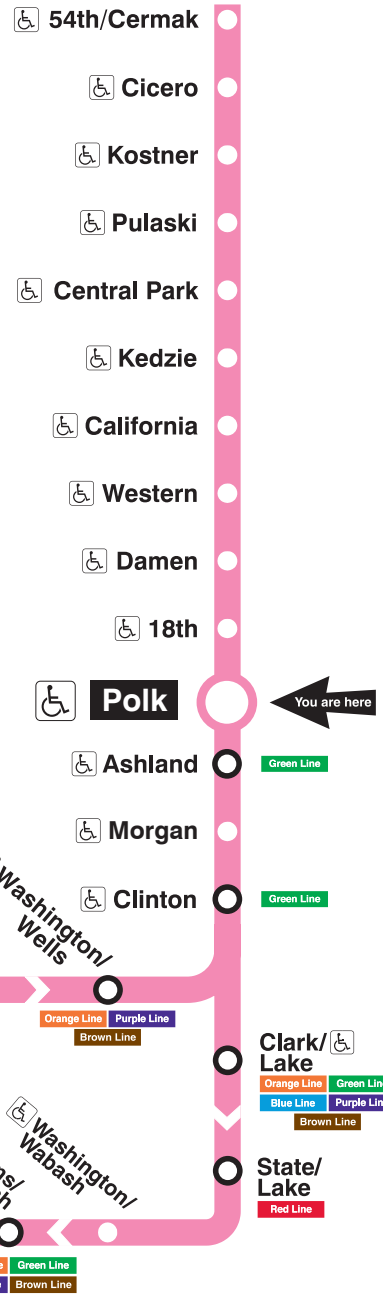 54th/Cermak
Cicero
Kostner
Pulaski
Central Park
Kedzie
California
Western
Damen
18th
Polk
You are here
Ashland
Green Line
Morgan
Clinton
Green Line
Washington/
Wells
Orange Line Purple Line
Brown Line
Clark/
Lake
Orange Line Green Line
Blue Line Purple Line
Brown Line
Washington/
Wabash
State/
Lake
Red Line
Green Line
Brown Line